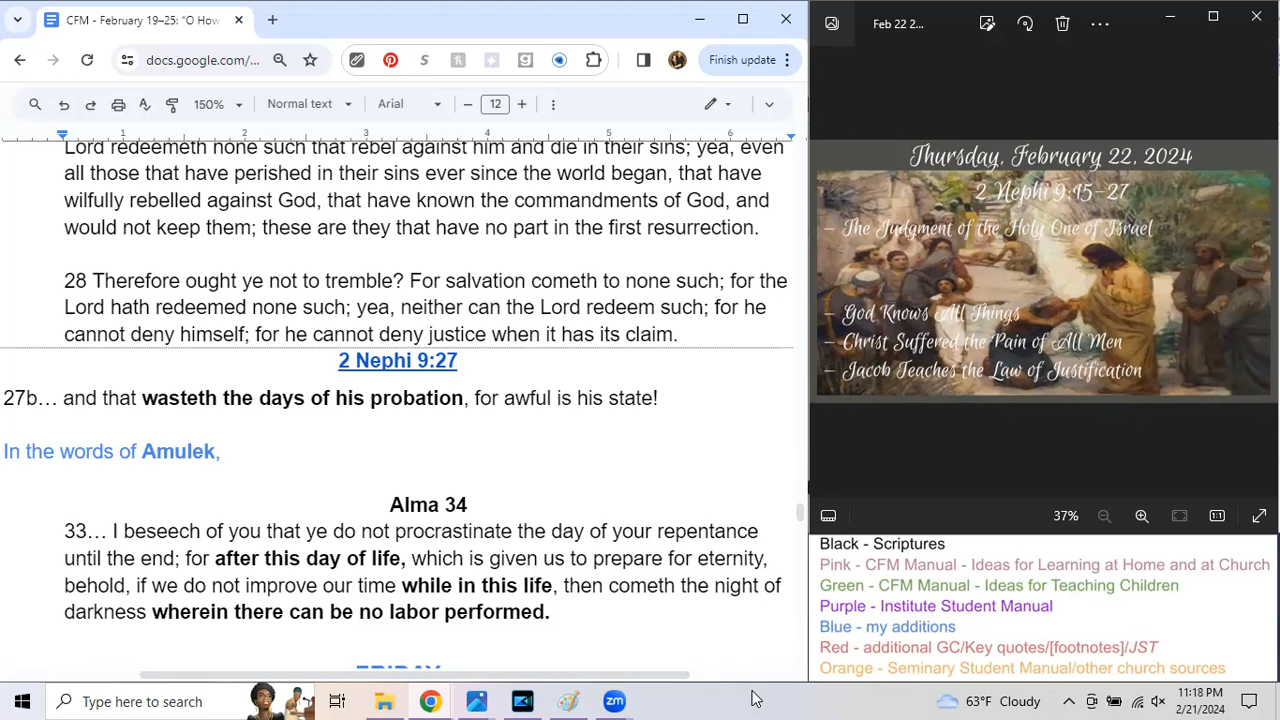 CFM - February 19–25: "O How
docs.google.com/...
Finish update
150%
Normal text
Arial
12
1 2 3 4 5 6
Lord redeemeth none such that rebel against him and die in their sins; yea, even
all those that have perished in their sins ever since the world began, that have
wilfully rebelled against God, that have known the commandments of God, and
would not keep them; these are they that have no part in the first resurrection.
28 Therefore ought ye not to tremble? For salvation cometh to none such; for the
Lord hath redeemed none such; yea, neither can the Lord redeem such; for he
cannot deny himself; for he cannot deny justice when it has its claim.
2 Nephi 9:27
27b… and that wasteth the days of his probation, for awful is his state!
In the words of Amulek,
Alma 34
33… I beseech of you that ye do not procrastinate the day of your repentance
until the end; for after this day of life, which is given us to prepare for eternity,
behold, if we do not improve our time while in this life, then cometh the night of
darkness wherein there can be no labor performed.
FRIDAY
Feb 22 2...
Thursday, February 22, 2024
2 Nephi 9:15–27
– The Judgment of the Holy One of Israel
– God Knows All Things
– Christ Suffered the Pain of All Men
– Jacob Teaches the Law of Justification
37%
1:1
Black - Scriptures
Pink - CFM Manual - Ideas for Learning at Home and at Church
Green - CFM Manual - Ideas for Teaching Children
Purple - Institute Student Manual
Blue - my additions
Red - additional GC/Key quotes/[footnotes]/JST
Orange - Seminary Student Manual/other church sources
Type here to search
zm
63°F Cloudy
11:18 PM
2/21/2024